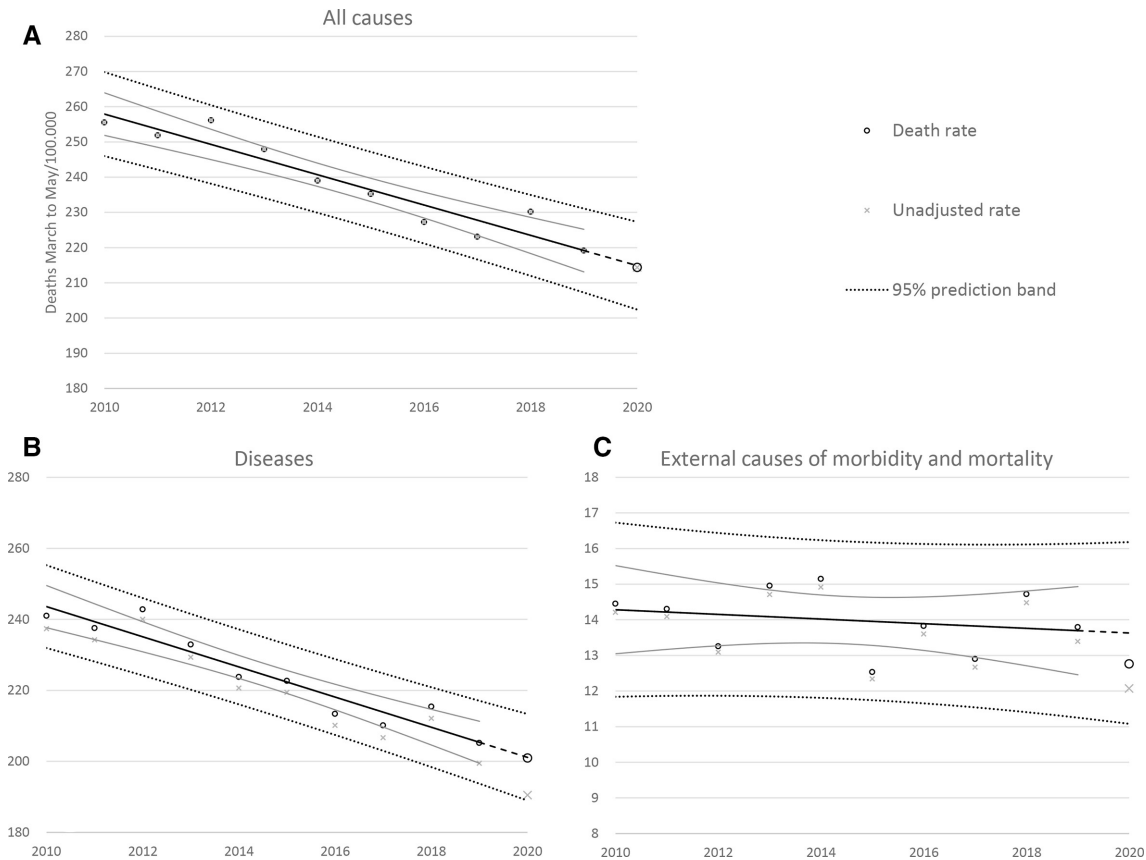 A
All causes
280
270
260
250
240
230
220
210
200
190
180
Deaths March to May/100.000
2010 2012 2014 2016 2018 2020
Death rate
Unadjusted rate
95% prediction band
B
Diseases
280
260
240
220
200
180
2010 2012 2014 2016 2018 2020
C
External causes of morbidity and mortality
18
17
16
15
14
13
12
11
10
9
8
2010 2012 2014 2016 2018 2020